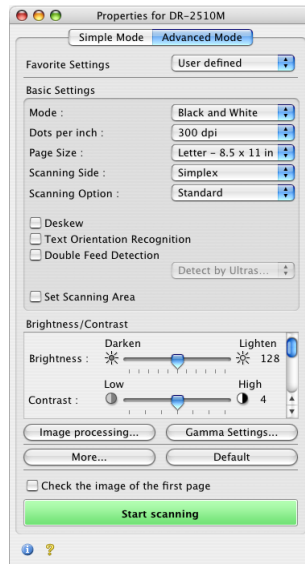 Properties for DR-2510M
Simple Mode Advanced Mode
Favorite Settings User defined
Basic Settings
Mode : Black and White
Dots per inch : 300 dpi
Page Size : Letter - 8.5 x 11 in
Scanning Side : Simplex
Scanning Option : Standard
Deskew
Text Orientation Recognition
Double Feed Detection
Detect by Ultras...
Set Scanning Area
Brightness/Contrast
Darken Lighten
Brightness : 128
Low High
Contrast : 4
Image processing... Gamma Settings...
More... Default
Check the image of the first page
Start scanning